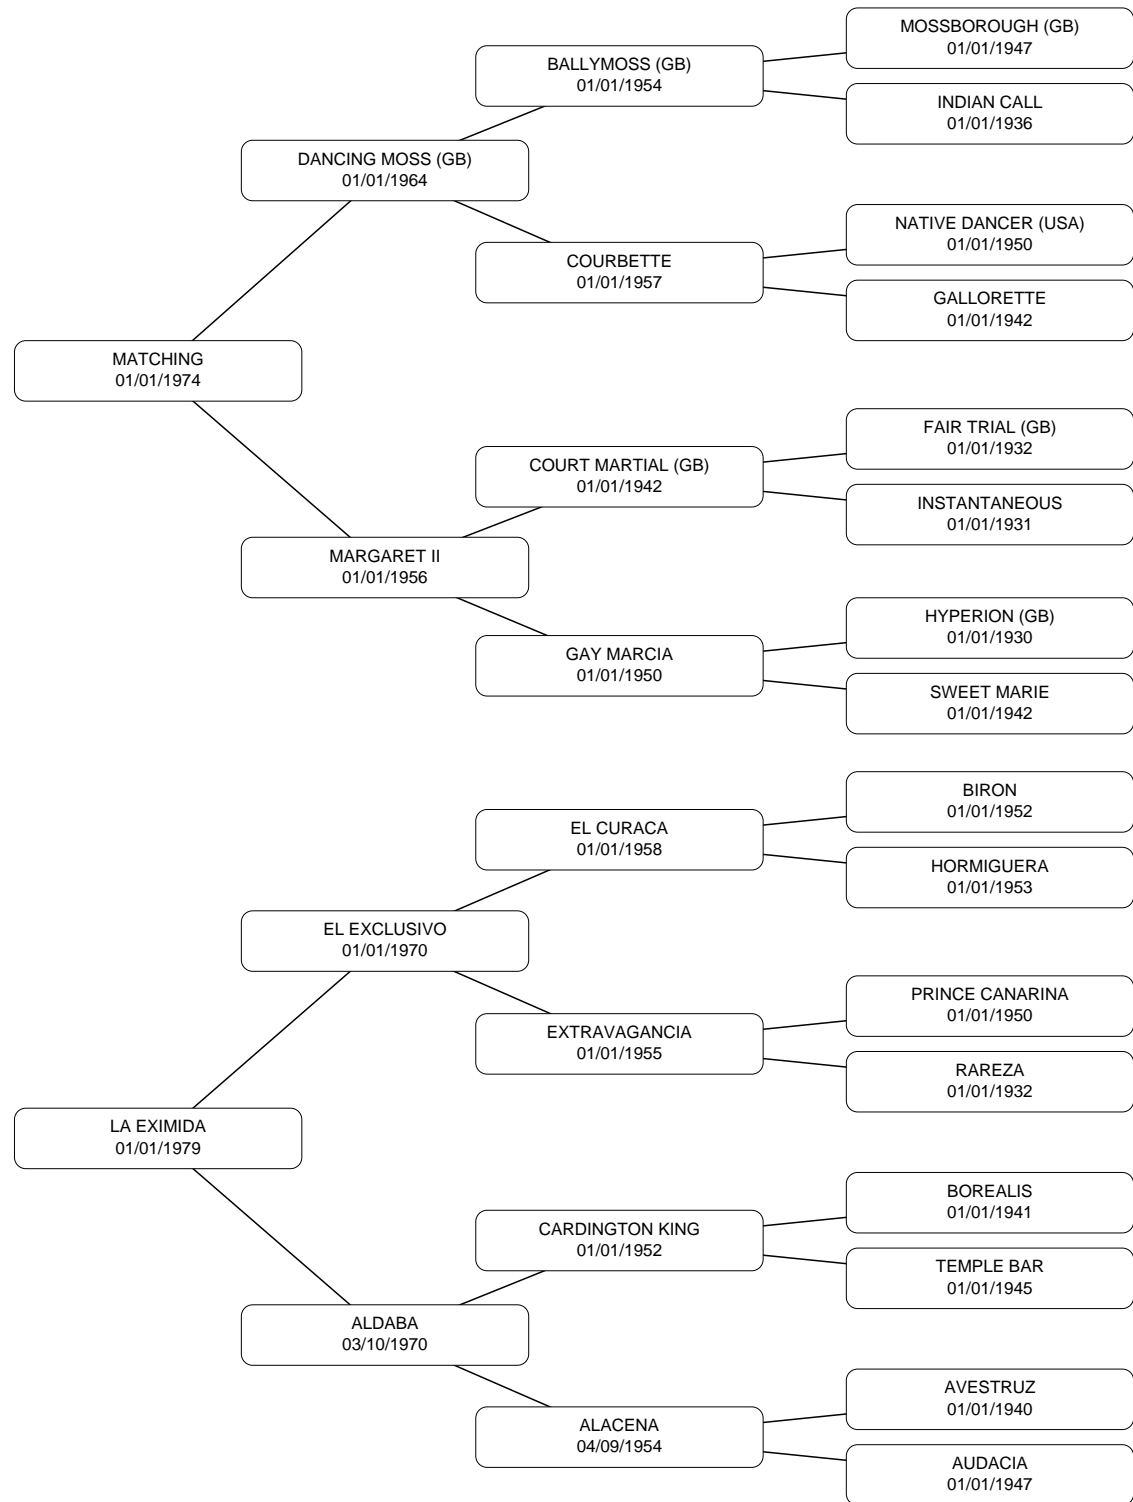 MOSSBOROUGH (GB)
01/01/1947
BALLYMOSS (GB)
01/01/1954
INDIAN CALL
01/01/1936
DANCING MOSS (GB)
01/01/1964
NATIVE DANCER (USA)
01/01/1950
COURBETTE
01/01/1957
GALLORETTE
01/01/1942
MATCHING
01/01/1974
FAIR TRIAL (GB)
01/01/1932
COURT MARTIAL (GB)
01/01/1942
INSTANTANEOUS
01/01/1931
MARGARET II
01/01/1956
HYPERION (GB)
01/01/1930
GAY MARCIA
01/01/1950
SWEET MARIE
01/01/1942
BIRON
01/01/1952
EL CURACA
01/01/1958
HORMIGUERA
01/01/1953
EL EXCLUSIVO
01/01/1970
PRINCE CANARINA
01/01/1950
EXTRAVAGANCIA
01/01/1955
RAREZA
01/01/1932
LA EXIMIDA
01/01/1979
BOREALIS
01/01/1941
CARDINGTON KING
01/01/1952
TEMPLE BAR
01/01/1945
ALDABA
03/10/1970
AVESTRUZ
01/01/1940
ALACENA
04/09/1954
AUDACIA
01/01/1947